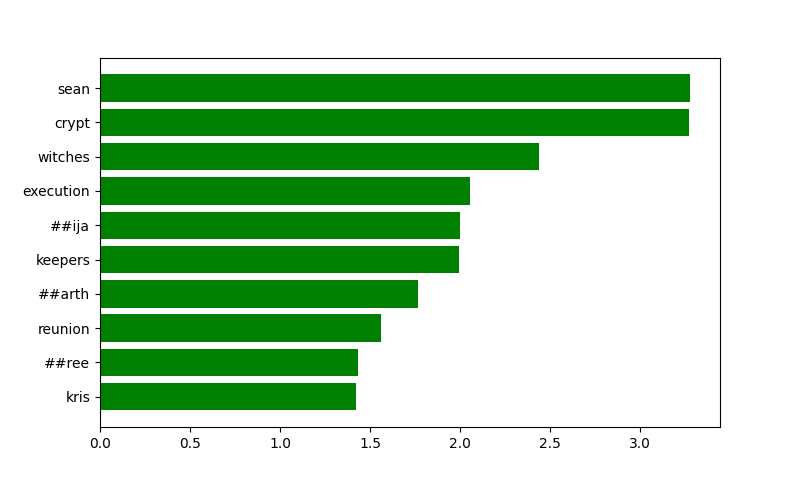 sean
crypt
witches
execution
##ija
keepers
##arth
reunion
##ree
kris
0.0 0.5 1.0 1.5 2.0 2.5 3.0